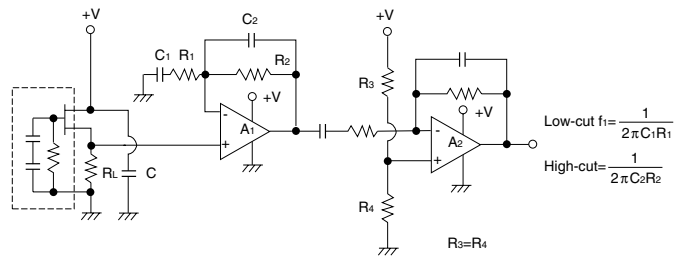 +V
C2
+V
C1 R1
R2
R3
+V
+V
-
A1
+
-
A2
+
RL
C
R4
R3=R4
Low-cut f1= 1
2πC1R1
High-cut= 1
2πC2R2